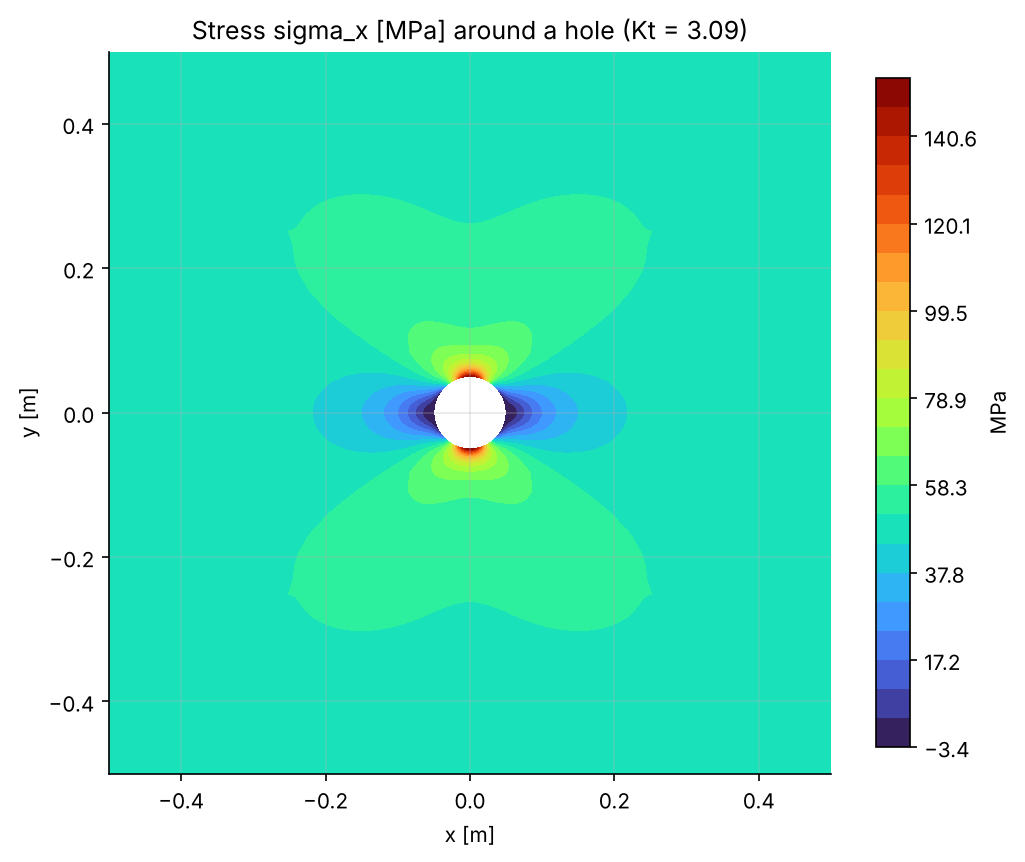 Stress sigma_x [MPa] around a hole (Kt = 3.09)
0.4
0.2
0.0
−0.2
−0.4
y [m]
−0.4 −0.2 0.0 0.2 0.4
x [m]
140.6
120.1
99.5
78.9
58.3
37.8
17.2
−3.4
MPa